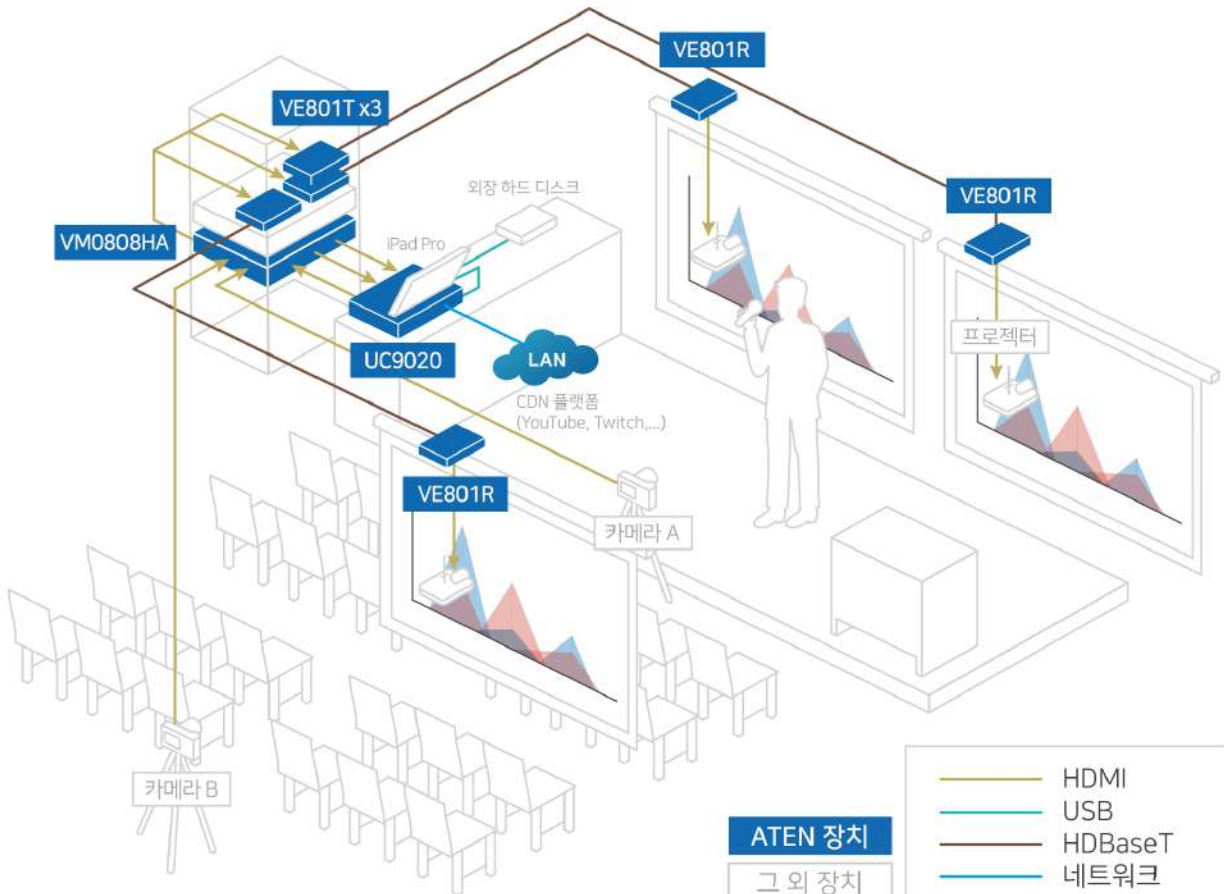 VE801R
VE801T x3
외장 하드 디스크
VE801R
VM0808HA
iPad Pro
프로젝터
UC9020
LAN
CDN 플랫폼
(YouTube, Twitch,...)
VE801R
카메라 A
카메라 B
HDMI
USB
HDBaseT
네트워크
ATEN 장치
그 외 장치